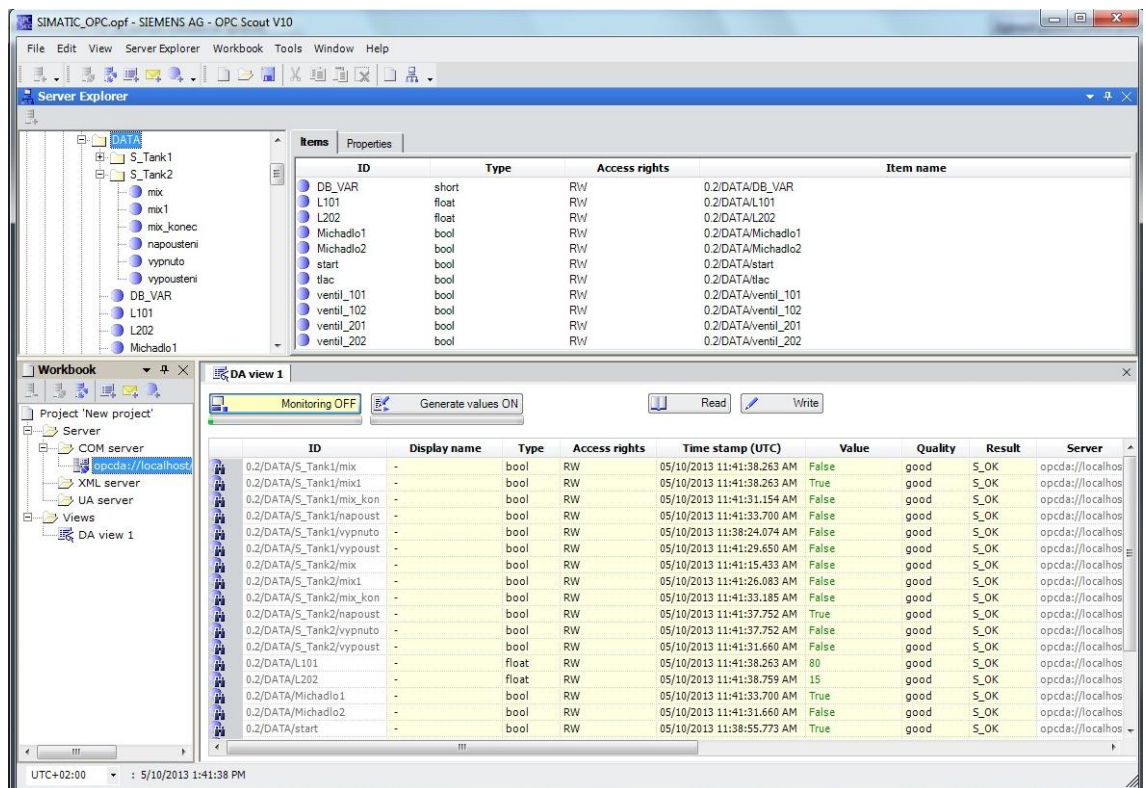 SIMATIC_OPC.opf - SIEMENS AG - OPC Scout V10
File Edit View Server Explorer Workbook Tools Window Help
Server Explorer
DATA
S_Tank1
S_Tank2
mix
mix1
mix_konec
napousteni
vypnuto
vypousteni
DB_VAR
L101
L202
Michadlo1
Items Properties
ID Type Access rights Item name
DB_VAR short RW 0.2/DATA/DB_VAR
L101 float RW 0.2/DATA/L101
L202 float RW 0.2/DATA/L202
Michadlo1 bool RW 0.2/DATA/Michadlo1
Michadlo2 bool RW 0.2/DATA/Michadlo2
start bool RW 0.2/DATA/start
tlac bool RW 0.2/DATA/tlac
ventil_101 bool RW 0.2/DATA/ventil_101
ventil_102 bool RW 0.2/DATA/ventil_102
ventil_201 bool RW 0.2/DATA/ventil_201
ventil_202 bool RW 0.2/DATA/ventil_202
Workbook
Project 'New project'
Server
COM server
opcda://localhost/
XML server
UA server
Views
DA view 1
DA view 1
Monitoring OFF Generate values ON Read Write
ID Display name Type Access rights Time stamp (UTC) Value Quality Result Server
0.2/DATA/S_Tank1/mix - bool RW 05/10/2013 11:41:38.263 AM False good S_OK opcda://localhos
0.2/DATA/S_Tank1/mix1 - bool RW 05/10/2013 11:41:38.263 AM True good S_OK opcda://localhos
0.2/DATA/S_Tank1/mix_kon - bool RW 05/10/2013 11:41:31.154 AM False good S_OK opcda://localhos
0.2/DATA/S_Tank1/napoust - bool RW 05/10/2013 11:41:33.700 AM False good S_OK opcda://localhos
0.2/DATA/S_Tank1/vypnuto - bool RW 05/10/2013 11:38:24.074 AM False good S_OK opcda://localhos
0.2/DATA/S_Tank1/vypoust - bool RW 05/10/2013 11:41:29.650 AM False good S_OK opcda://localhos
0.2/DATA/S_Tank2/mix - bool RW 05/10/2013 11:41:15.433 AM False good S_OK opcda://localhos
0.2/DATA/S_Tank2/mix1 - bool RW 05/10/2013 11:41:26.083 AM False good S_OK opcda://localhos
0.2/DATA/S_Tank2/mix_kon - bool RW 05/10/2013 11:41:33.185 AM False good S_OK opcda://localhos
0.2/DATA/S_Tank2/napoust - bool RW 05/10/2013 11:41:37.752 AM True good S_OK opcda://localhos
0.2/DATA/S_Tank2/vypnuto - bool RW 05/10/2013 11:41:37.752 AM False good S_OK opcda://localhos
0.2/DATA/S_Tank2/vypoust - bool RW 05/10/2013 11:41:31.660 AM False good S_OK opcda://localhos
0.2/DATA/L101 - float RW 05/10/2013 11:41:38.263 AM 80 good S_OK opcda://localhos
0.2/DATA/L202 - float RW 05/10/2013 11:41:38.759 AM 15 good S_OK opcda://localhos
0.2/DATA/Michadlo1 - bool RW 05/10/2013 11:41:33.700 AM True good S_OK opcda://localhos
0.2/DATA/Michadlo2 - bool RW 05/10/2013 11:41:31.660 AM False good S_OK opcda://localhos
0.2/DATA/start - bool RW 05/10/2013 11:38:55.773 AM True good S_OK opcda://localhos
UTC+02:00 : 5/10/2013 1:41:38 PM